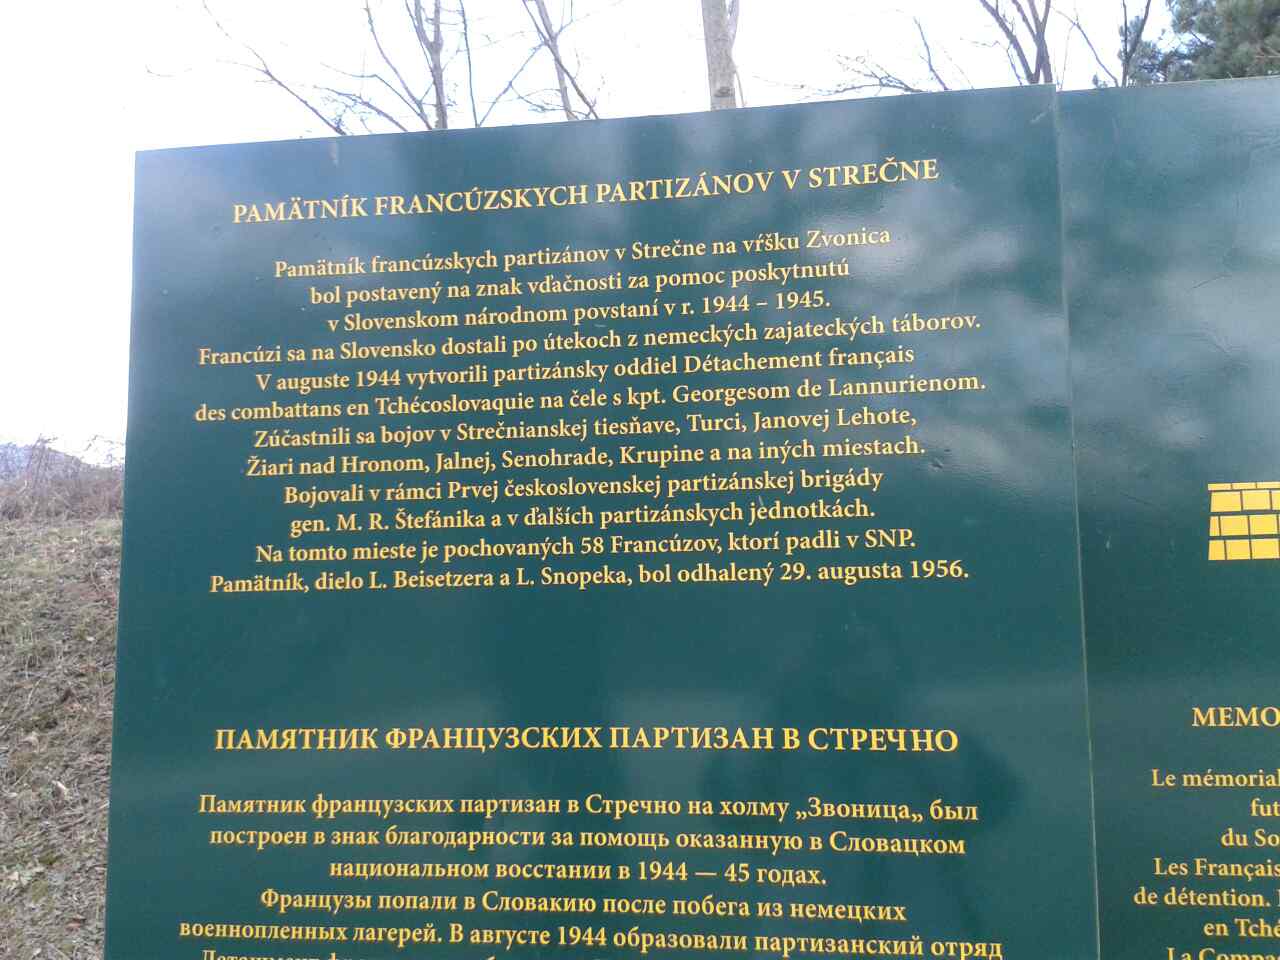 PAMÄTNÍK FRANCÚZSKYCH PARTIZÁNOV V STREČNE
Pamätník francúzskych partizánov v Strečne na vŕšku Zvonica
bol postavený na znak vďačnosti za pomoc poskytnutú
v Slovenskom národnom povstaní v r. 1944 – 1945.
Francúzi sa na Slovensko dostali po útekoch z nemeckých zajateckých táborov.
V auguste 1944 vytvorili partizánsky oddiel Détachement français
des combattans en Tchécoslovaquie na čele s kpt. Georgesom de Lannurienom.
Zúčastnili sa bojov v Strečnianskej tiesňave, Turci, Janovej Lehote,
Žiari nad Hronom, Jalnej, Senohrade, Krupine a na iných miestach.
Bojovali v rámci Prvej československej partizánskej brigády
gen. M. R. Štefánika a v ďalších partizánskych jednotkách.
Na tomto mieste je pochovaných 58 Francúzov, ktorí padli v SNP.
Pamätník, dielo L. Beisetzera a L. Snopeka, bol odhalený 29. augusta 1956.
ПАМЯТНИК ФРАНЦУЗСКИХ ПАРТИЗАН В СТРЕЧНО
Памятник французских партизан в Стречно на холму „Звоница„ был
построен в знак благодарности за помощь оказанную в Словацком
национальном восстании в 1944 — 45 годах.
Французы попали в Словакию после побега из немецких
военнопленных лагерей. В августе 1944 образовали партизанский отряд
MEMO
Le mémorial
fut
du So
Les Français
de détention.
en Tché
La Compa